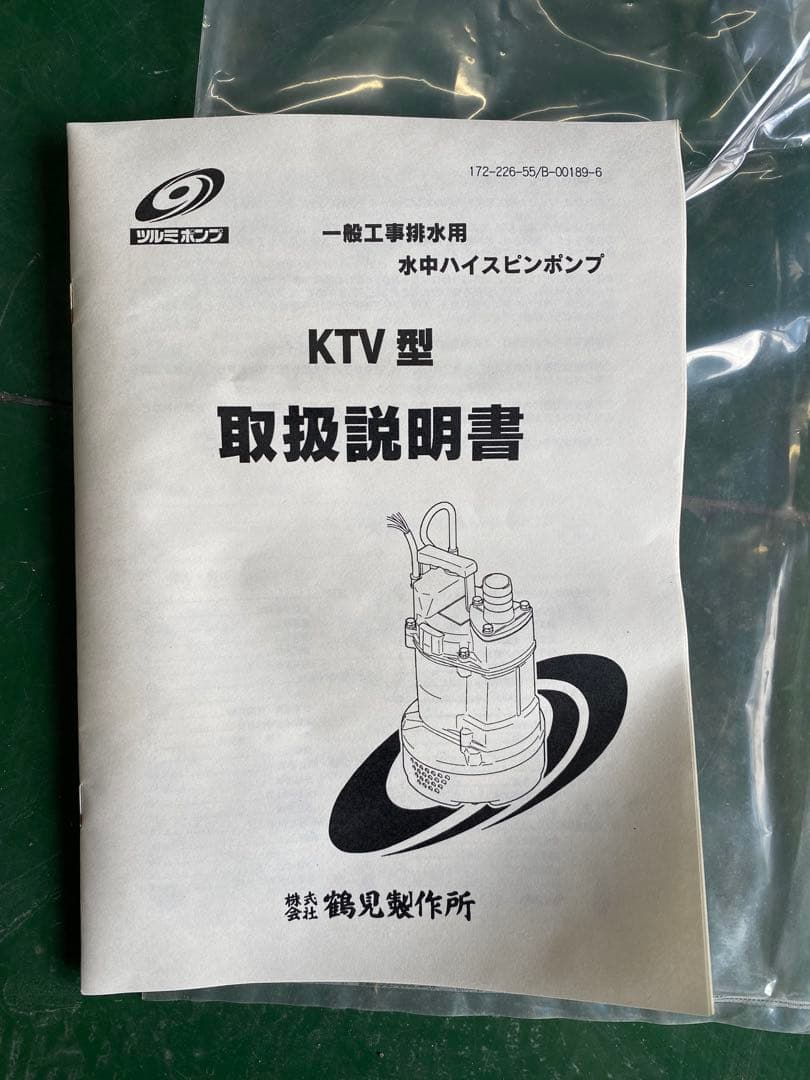 172-226-55/B-00189-6
ツルミポンプ
一般工事排水用
水中ハイスピンポンプ
KTV 型
取扱説明書
株式会社 鶴見製作所